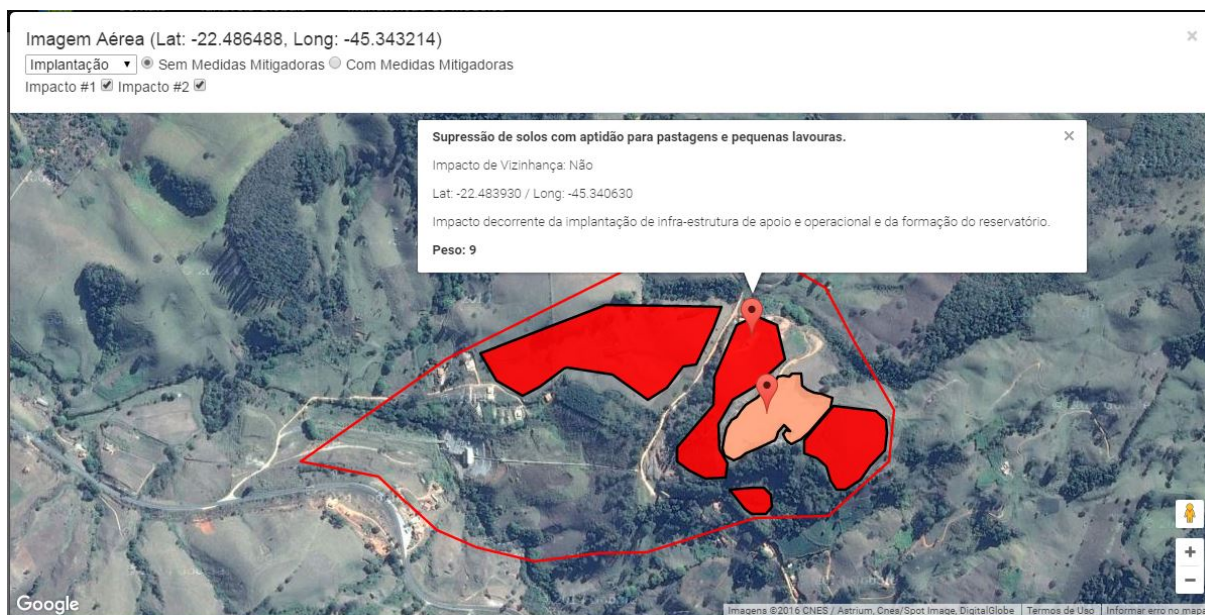 Imagem Aérea (Lat: -22.486488, Long: -45.343214)
Implantação Sem Medidas Mitigadoras Com Medidas Mitigadoras
Impacto #1 Impacto #2
Supressão de solos com aptidão para pastagens e pequenas lavouras.
Impacto de Vizinhança: Não
Lat: -22.483930 / Long: -45.340630
Impacto decorrente da implantação de infra-estrutura de apoio e operacional e da formação do reservatório.
Peso: 9
Google
Imagens ©2016 CNES / Astrium, Cnes/Spot Image, DigitalGlobe Termos de Uso Informar erro no mapa